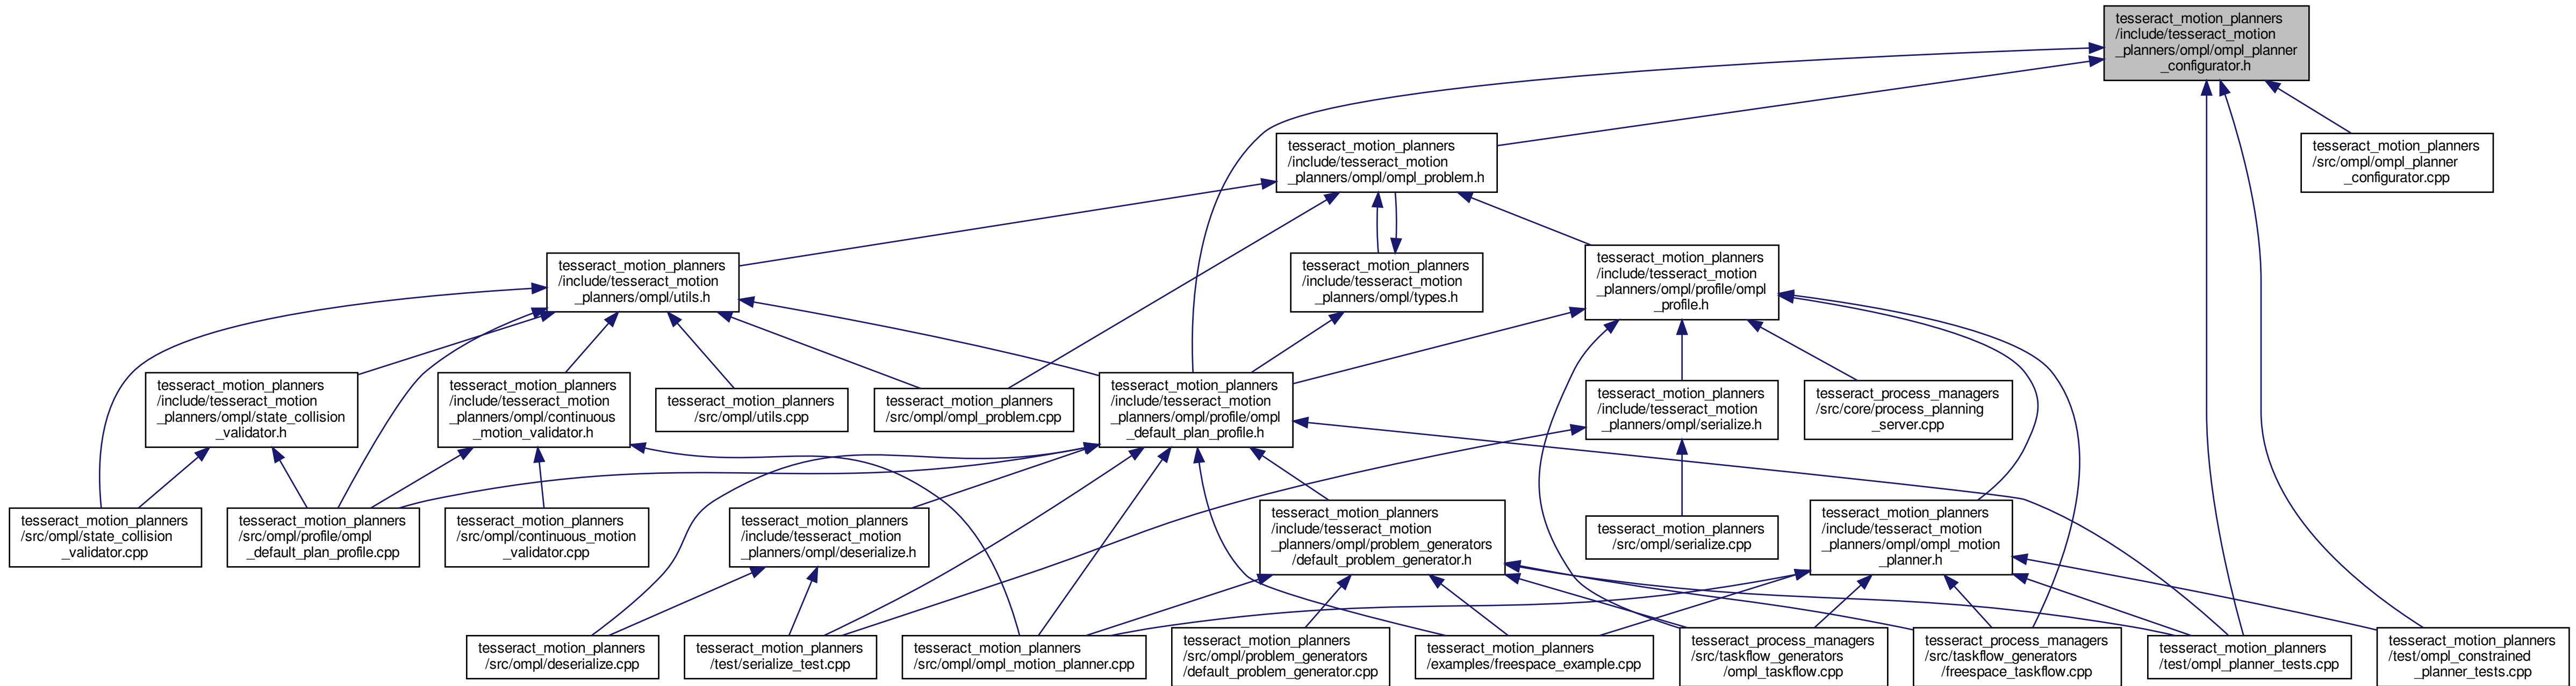 tesseract_motion_planners
/include/tesseract_motion
_planners/ompl/ompl_planner
_configurator.h
tesseract_motion_planners
/include/tesseract_motion
_planners/ompl/ompl_problem.h
tesseract_motion_planners
/src/ompl/ompl_planner
_configurator.cpp
tesseract_motion_planners
/include/tesseract_motion
_planners/ompl/utils.h
tesseract_motion_planners
/include/tesseract_motion
_planners/ompl/types.h
tesseract_motion_planners
/include/tesseract_motion
_planners/ompl/profile/ompl
_profile.h
tesseract_motion_planners
/include/tesseract_motion
_planners/ompl/state_collision
_validator.h
tesseract_motion_planners
/include/tesseract_motion
_planners/ompl/continuous
_motion_validator.h
tesseract_motion_planners
/src/ompl/utils.cpp
tesseract_motion_planners
/src/ompl/ompl_problem.cpp
tesseract_motion_planners
/include/tesseract_motion
_planners/ompl/profile/ompl
_default_plan_profile.h
tesseract_motion_planners
/include/tesseract_motion
_planners/ompl/serialize.h
tesseract_process_managers
/src/core/process_planning
_server.cpp
tesseract_motion_planners
/src/ompl/state_collision
_validator.cpp
tesseract_motion_planners
/src/ompl/profile/ompl
_default_plan_profile.cpp
tesseract_motion_planners
/src/ompl/continuous_motion
_validator.cpp
tesseract_motion_planners
/include/tesseract_motion
_planners/ompl/deserialize.h
tesseract_motion_planners
/include/tesseract_motion
_planners/ompl/problem_generators
/default_problem_generator.h
tesseract_motion_planners
/src/ompl/serialize.cpp
tesseract_motion_planners
/include/tesseract_motion
_planners/ompl/ompl_motion
_planner.h
tesseract_motion_planners
/src/ompl/deserialize.cpp
tesseract_motion_planners
/test/serialize_test.cpp
tesseract_motion_planners
/src/ompl/ompl_motion_planner.cpp
tesseract_motion_planners
/src/ompl/problem_generators
/default_problem_generator.cpp
tesseract_motion_planners
/examples/freespace_example.cpp
tesseract_process_managers
/src/taskflow_generators
/ompl_taskflow.cpp
tesseract_process_managers
/src/taskflow_generators
/freespace_taskflow.cpp
tesseract_motion_planners
/test/ompl_planner_tests.cpp
tesseract_motion_planners
/test/ompl_constrained
_planner_tests.cpp